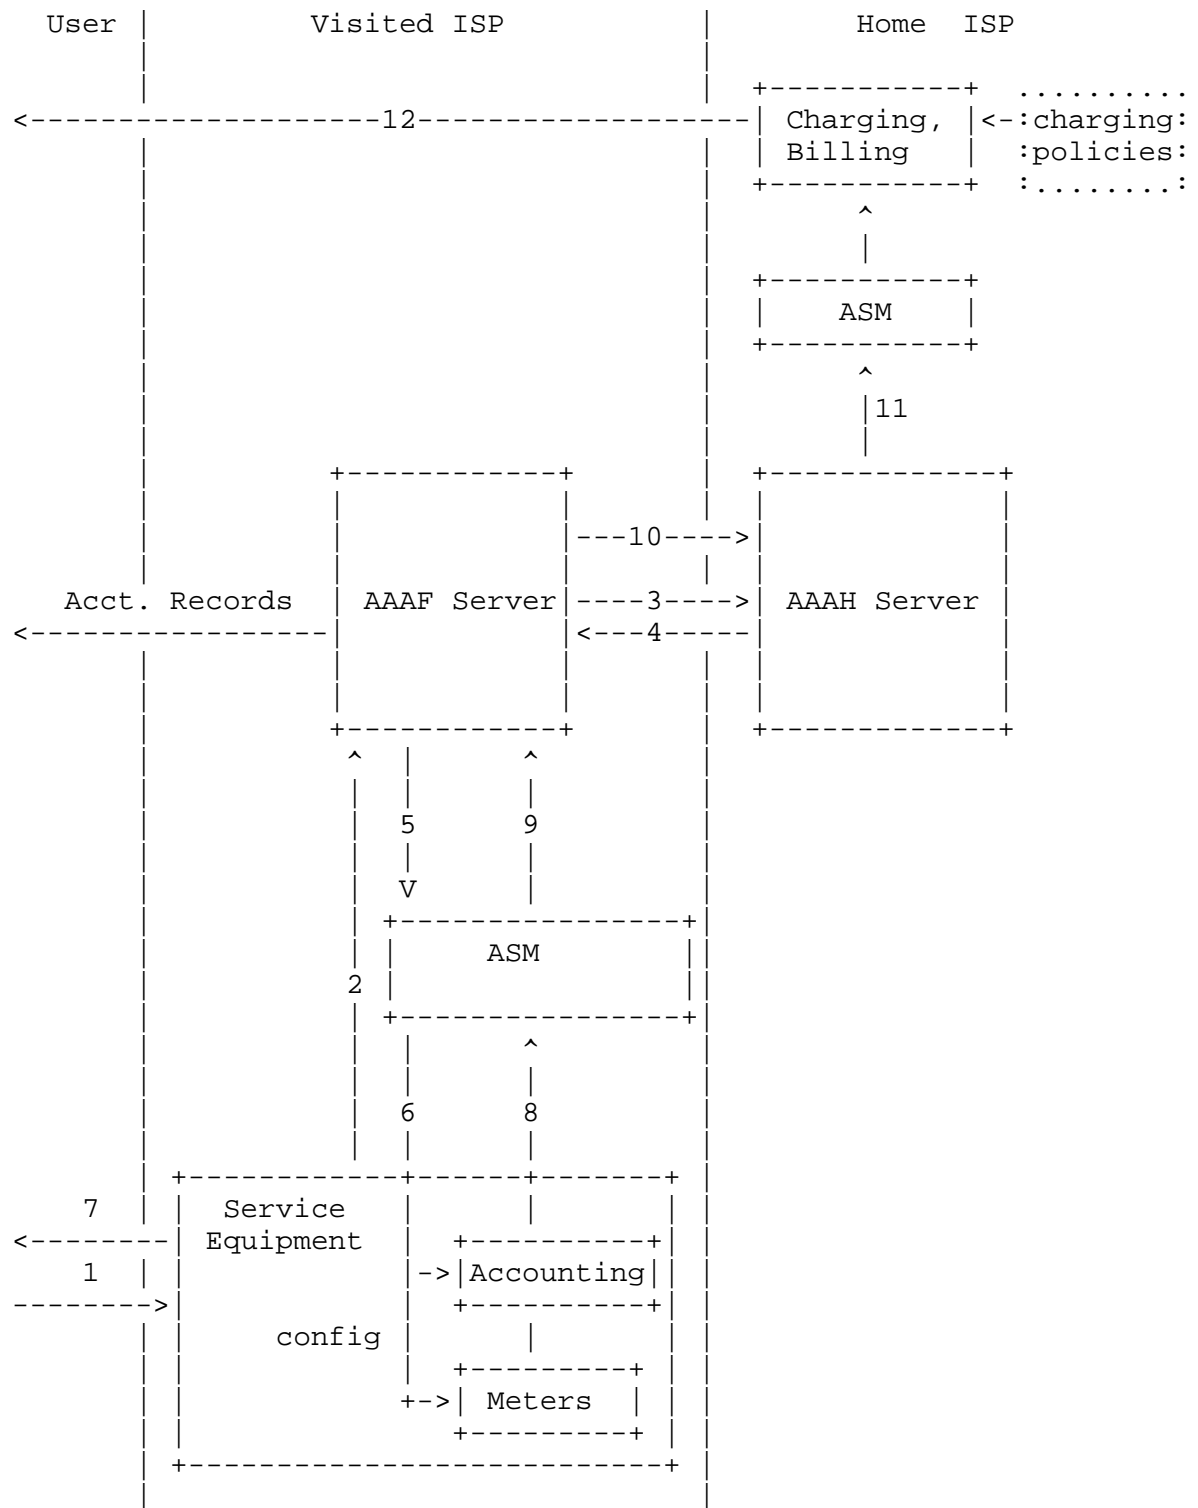 User Visited ISP Home ISP
12 Charging, charging
Billing policies
ASM
11
10
Acct. Records AAAF Server 3 AAAH Server
4
5 9
ASM
2
6 8
7 Service
Equipment
1 Accounting
config
Meters